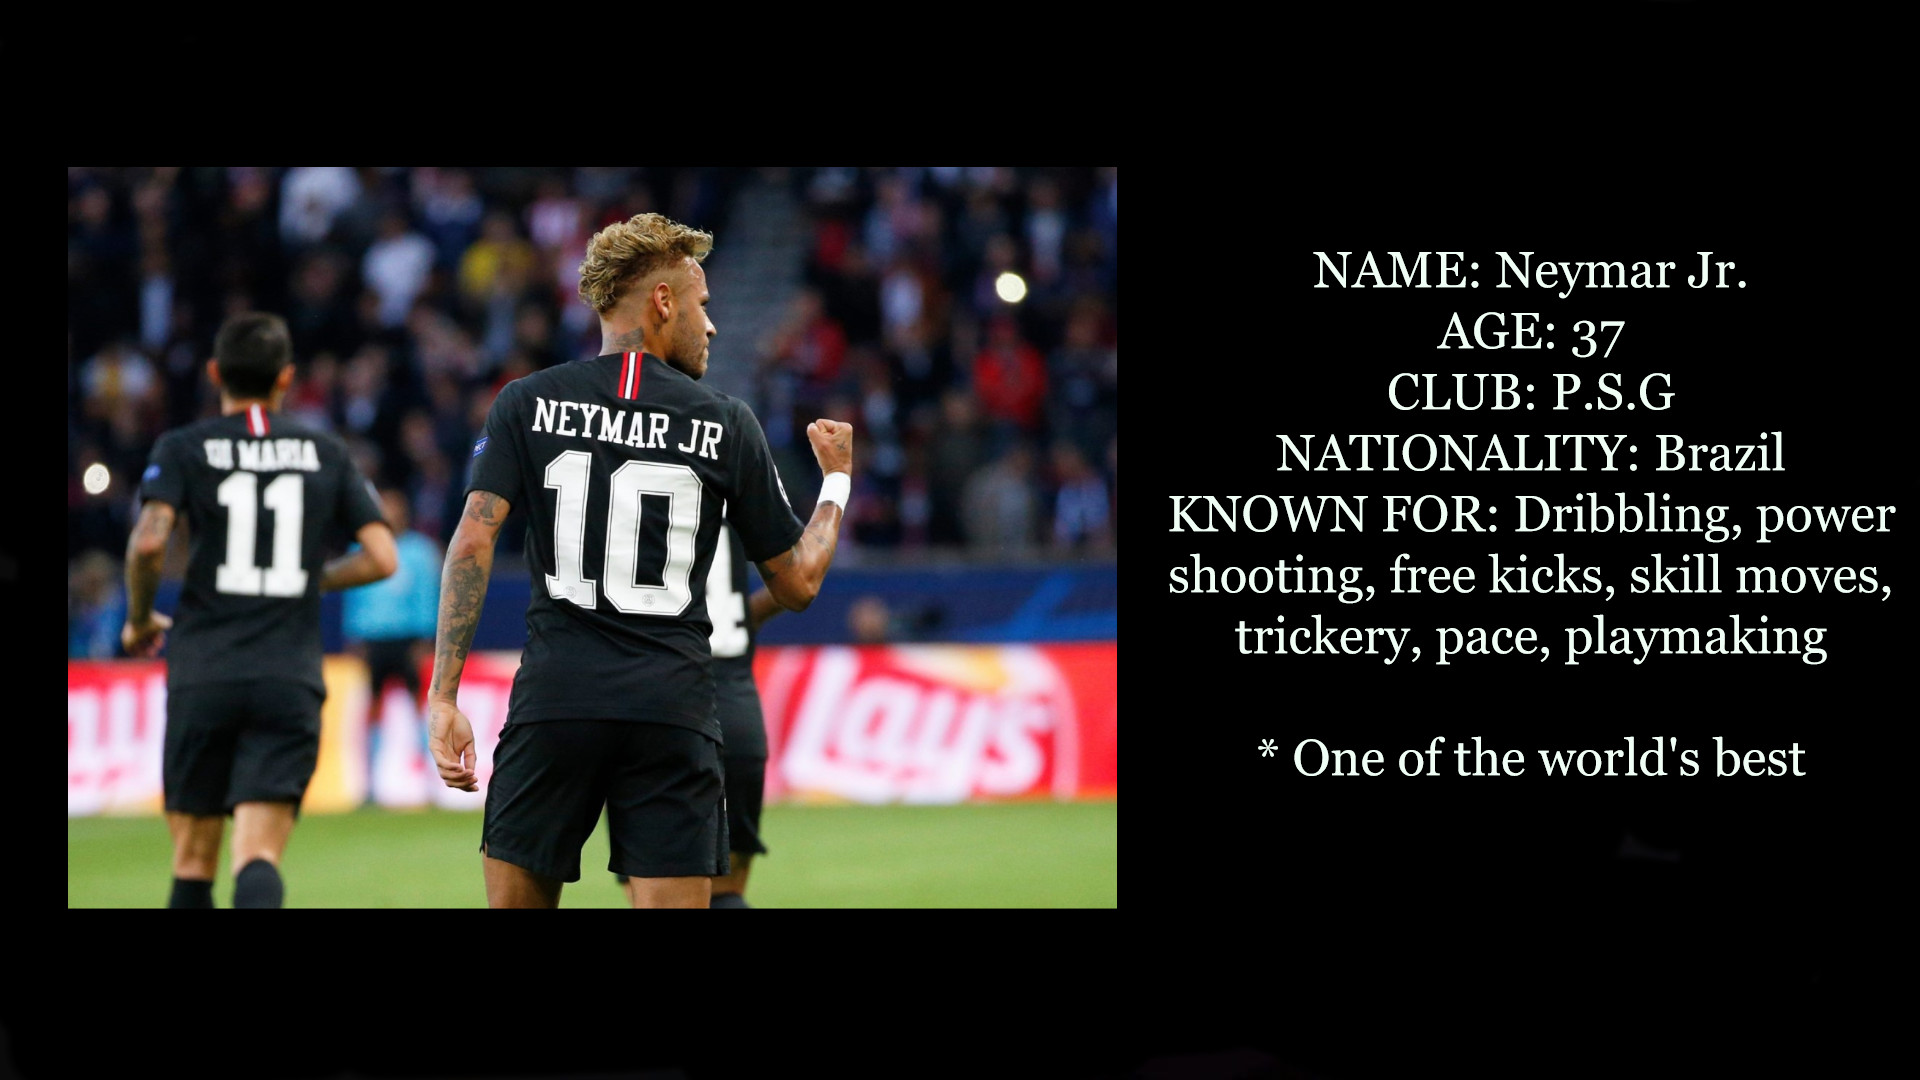 NEYMAR JR
10
DI MARIA
11
Lay's
NAME: Neymar Jr.
AGE: 37
CLUB: P.S.G
NATIONALITY: Brazil
KNOWN FOR: Dribbling, power
shooting, free kicks, skill moves,
trickery, pace, playmaking
* One of the world's best